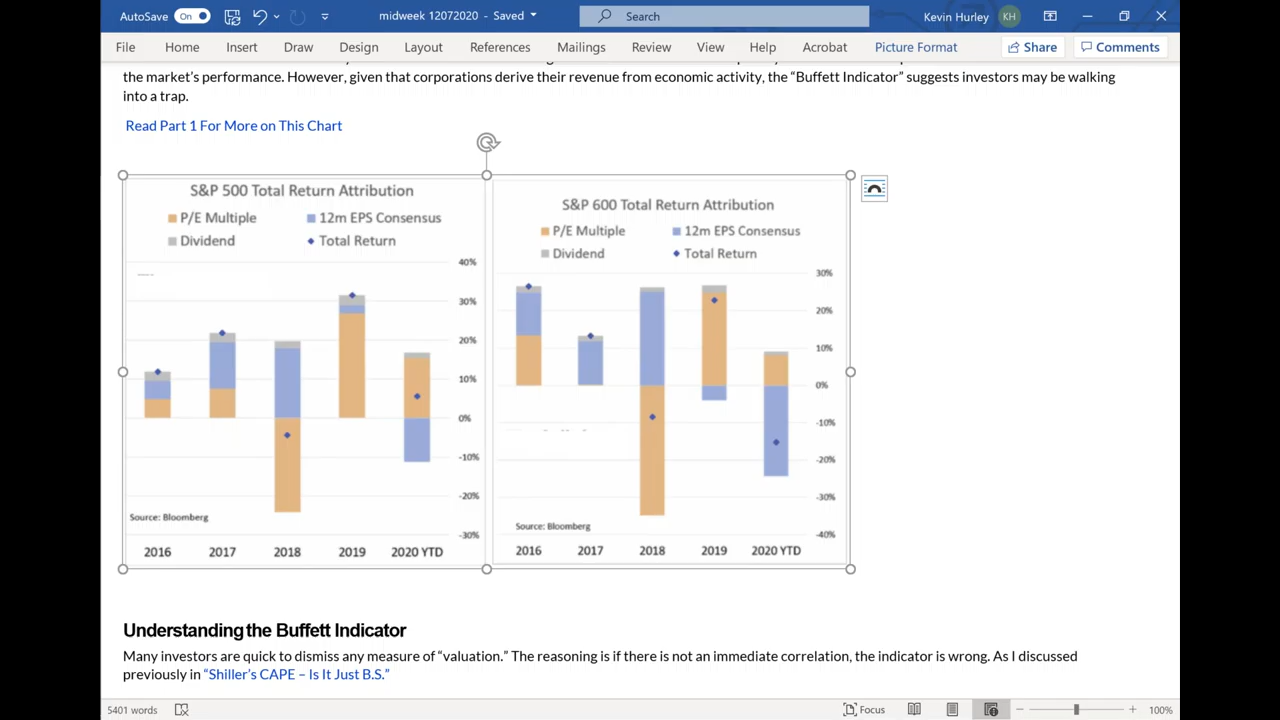 AutoSave On midweek 12072020 - Saved Search Kevin Hurley KH
File Home Insert Draw Design Layout References Mailings Review View Help Acrobat Picture Format Share Comments
the market's performance. However, given that corporations derive their revenue from economic activity, the “Buffett Indicator” suggests investors may be walking
into a trap.
Read Part 1 For More on This Chart
S&P 500 Total Return Attribution
P/E Multiple 12m EPS Consensus
Dividend Total Return
40%
30%
20%
10%
0%
-10%
-20%
-30%
Source: Bloomberg
2016 2017 2018 2019 2020 YTD
S&P 600 Total Return Attribution
P/E Multiple 12m EPS Consensus
Dividend Total Return
30%
20%
10%
0%
-10%
-20%
-30%
-40%
Source: Bloomberg
2016 2017 2018 2019 2020 YTD
Understanding the Buffett Indicator
Many investors are quick to dismiss any measure of “valuation.” The reasoning is if there is not an immediate correlation, the indicator is wrong. As I discussed
previously in “Shiller's CAPE – Is It Just B.S.”
5401 words Focus 100%